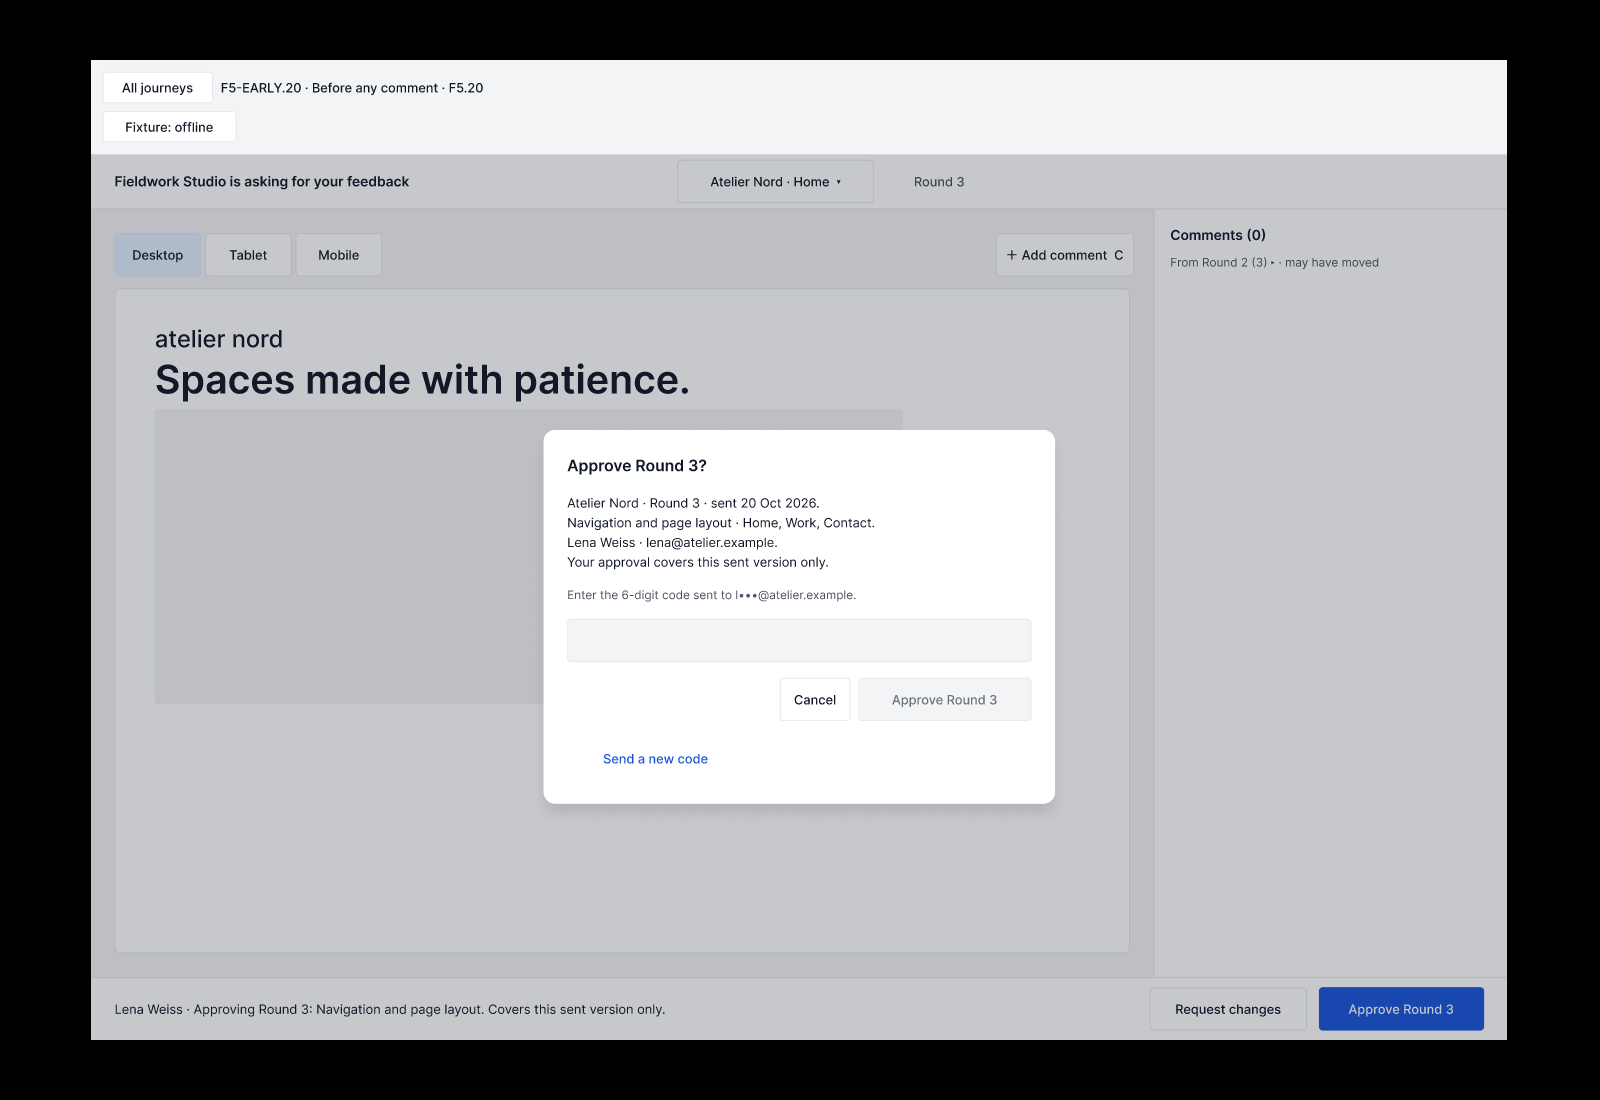 All journeys
F5-EARLY.20 · Before any comment · F5.20
Fixture: offline
Fieldwork Studio is asking for your feedback
Atelier Nord · Home ▾
Round 3
Desktop
Tablet
Mobile
+ Add comment C
Comments (0)
From Round 2 (3) ▸ · may have moved
atelier nord
Spaces made with patience.
Approve Round 3?
Atelier Nord · Round 3 · sent 20 Oct 2026.
Navigation and page layout · Home, Work, Contact.
Lena Weiss · lena@atelier.example.
Your approval covers this sent version only.
Enter the 6-digit code sent to l•••@atelier.example.
Cancel
Approve Round 3
Send a new code
Lena Weiss · Approving Round 3: Navigation and page layout. Covers this sent version only.
Request changes
Approve Round 3